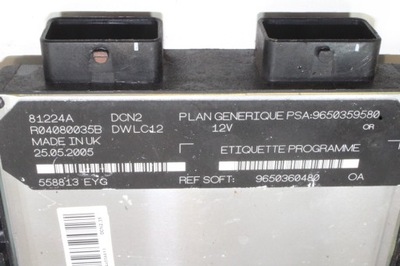 81224A DCN2 PLAN GENERIQUE PSA:9650359580
R04080035B DWLC12 12V OR
MADE IN UK
25.05.2005 ETIQUETTE PROGRAMME
558813 EYG REF SOFT: 9650360480 OA